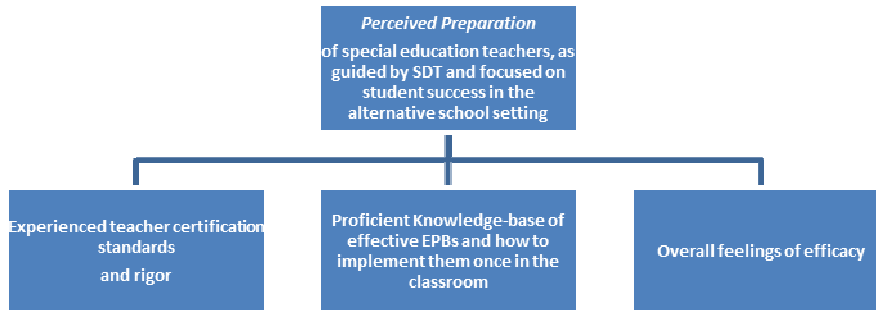 Perceived Preparation
of special education teachers, as
guided by SDT and focused on
student success in the
alternative school setting
Experienced teacher certification
standards
and rigor
Proficient Knowledge-base of
effective EPBs and how to
implement them once in the
classroom
Overall feelings of efficacy